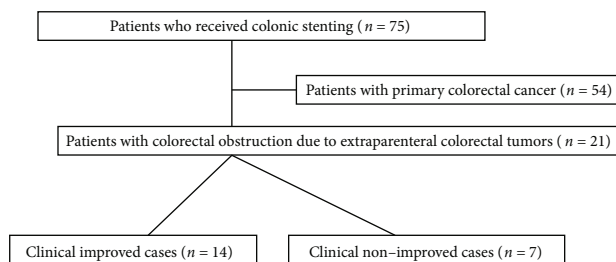 Patients who received colonic stenting (n = 75)
Patients with primary colorectal cancer (n = 54)
Patients with colorectal obstruction due to extraparenteral colorectal tumors (n = 21)
Clinical improved cases (n = 14)
Clinical non–improved cases (n = 7)